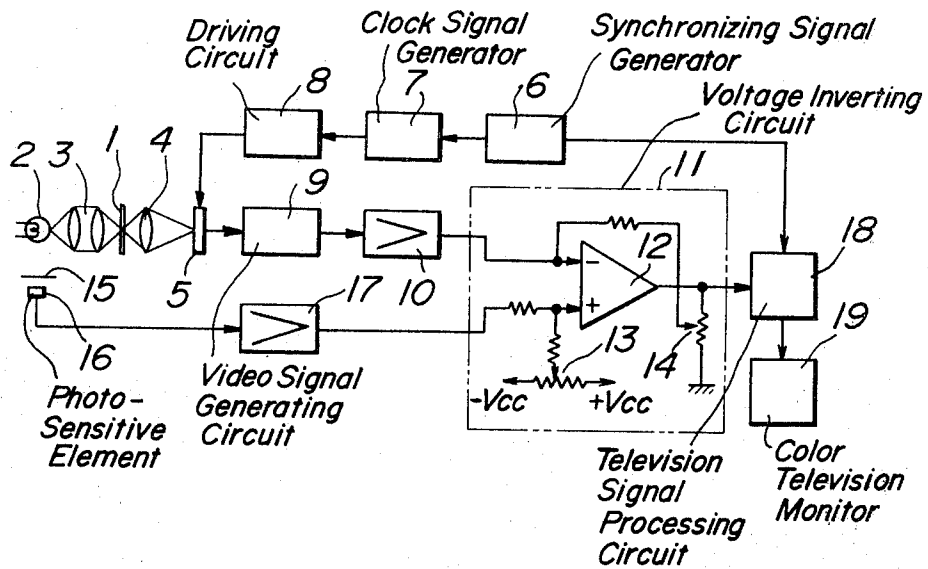 Driving
Circuit
Clock Signal
Generator
Synchronizing Signal
Generator
Voltage Inverting
Circuit
8
7
6
11
2
3
1
4
9
5
10
12
18
15
17
13
14
19
16
-Vcc
+Vcc
Photo-
Sensitive
Element
Video Signal
Generating
Circuit
Television
Signal
Processing
Circuit
Color
Television
Monitor
-
+